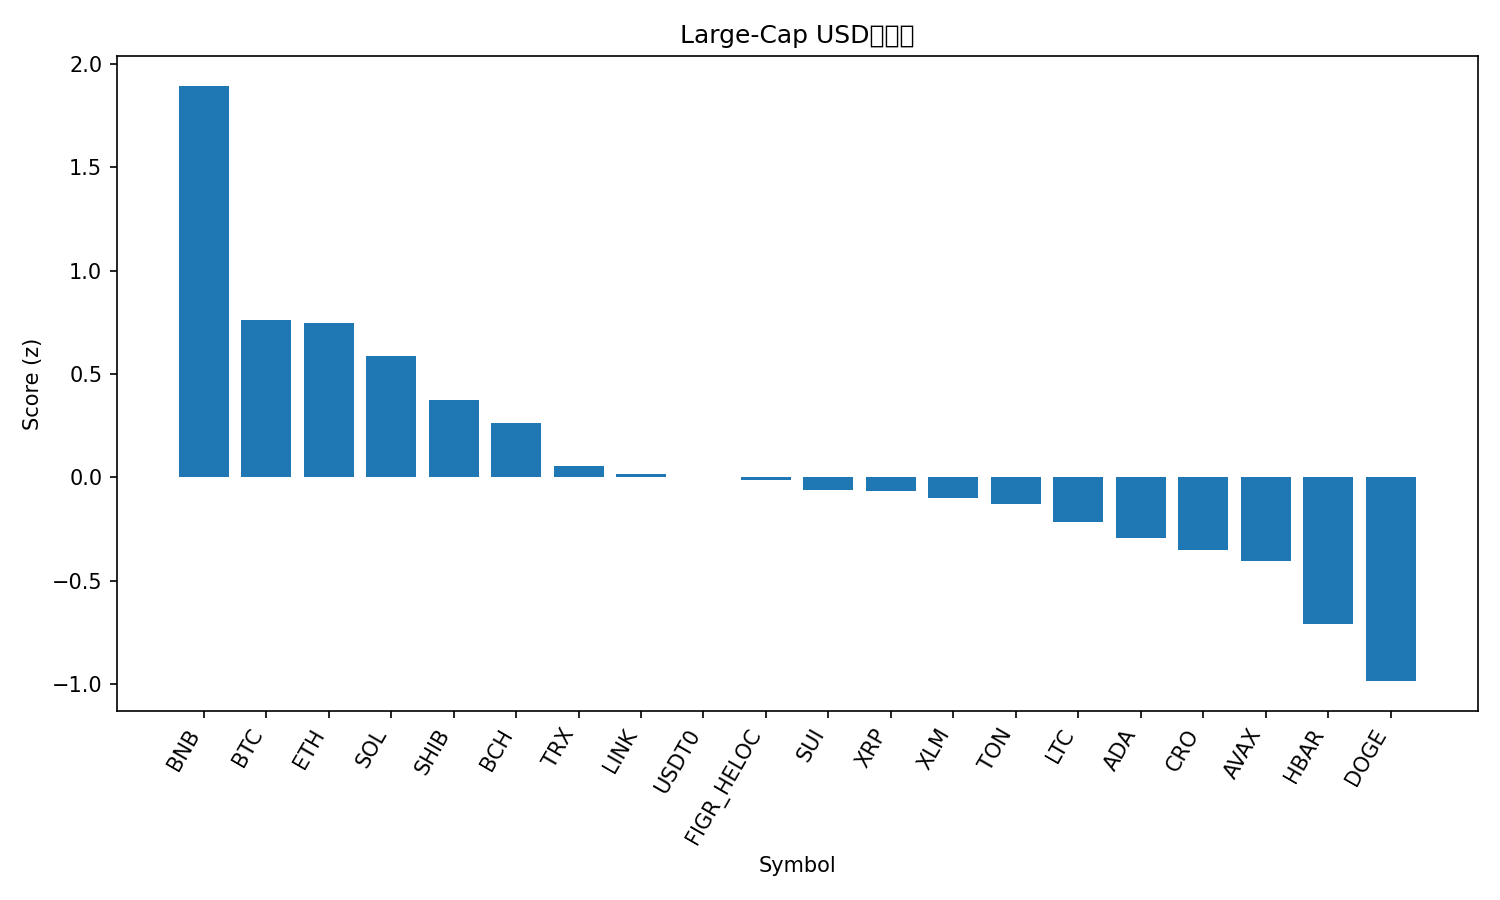 Large-Cap USD
2.0
1.5
1.0
0.5
0.0
−0.5
−1.0
Score (z)
BNB
BTC
ETH
SOL
SHIB
BCH
TRX
LINK
USDT0
FIGR_HELOC
SUI
XRP
XLM
TON
LTC
ADA
CRO
AVAX
HBAR
DOGE
Symbol